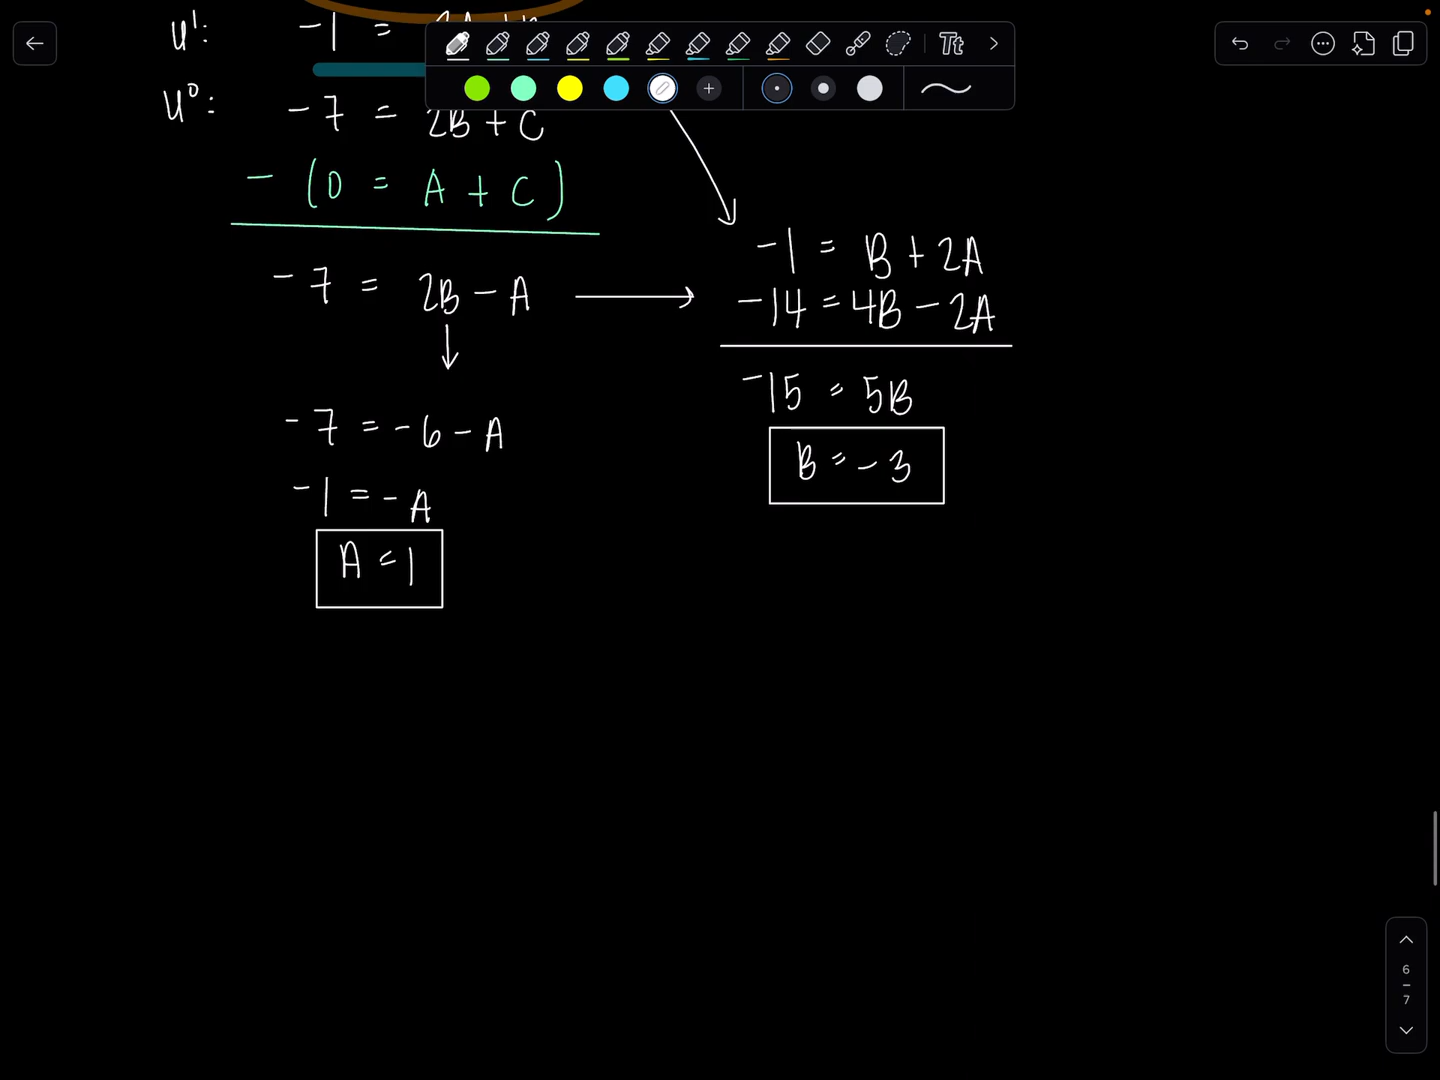 u¹: -1 =
u⁰: -7 = 2B + C
- (0 = A + C)
-7 = 2B - A
-7 = -6 - A
-1 = -A
A = 1
-1 = B + 2A
-14 = 4B - 2A
-15 = 5B
B = -3
Tt
6
7